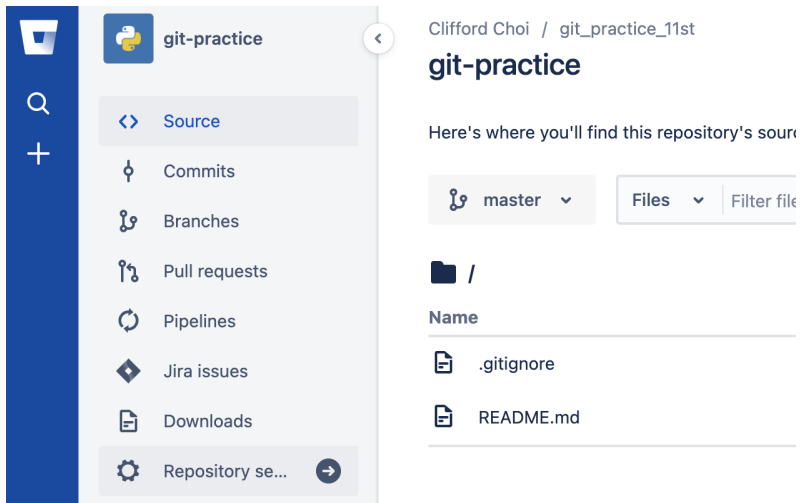 git-practice
Source
Commits
Branches
Pull requests
Pipelines
Jira issues
Downloads
Repository se...
Clifford Choi / git_practice_11st
git-practice
Here's where you'll find this repository's sour
master
Files
Filter file
/
Name
.gitignore
README.md